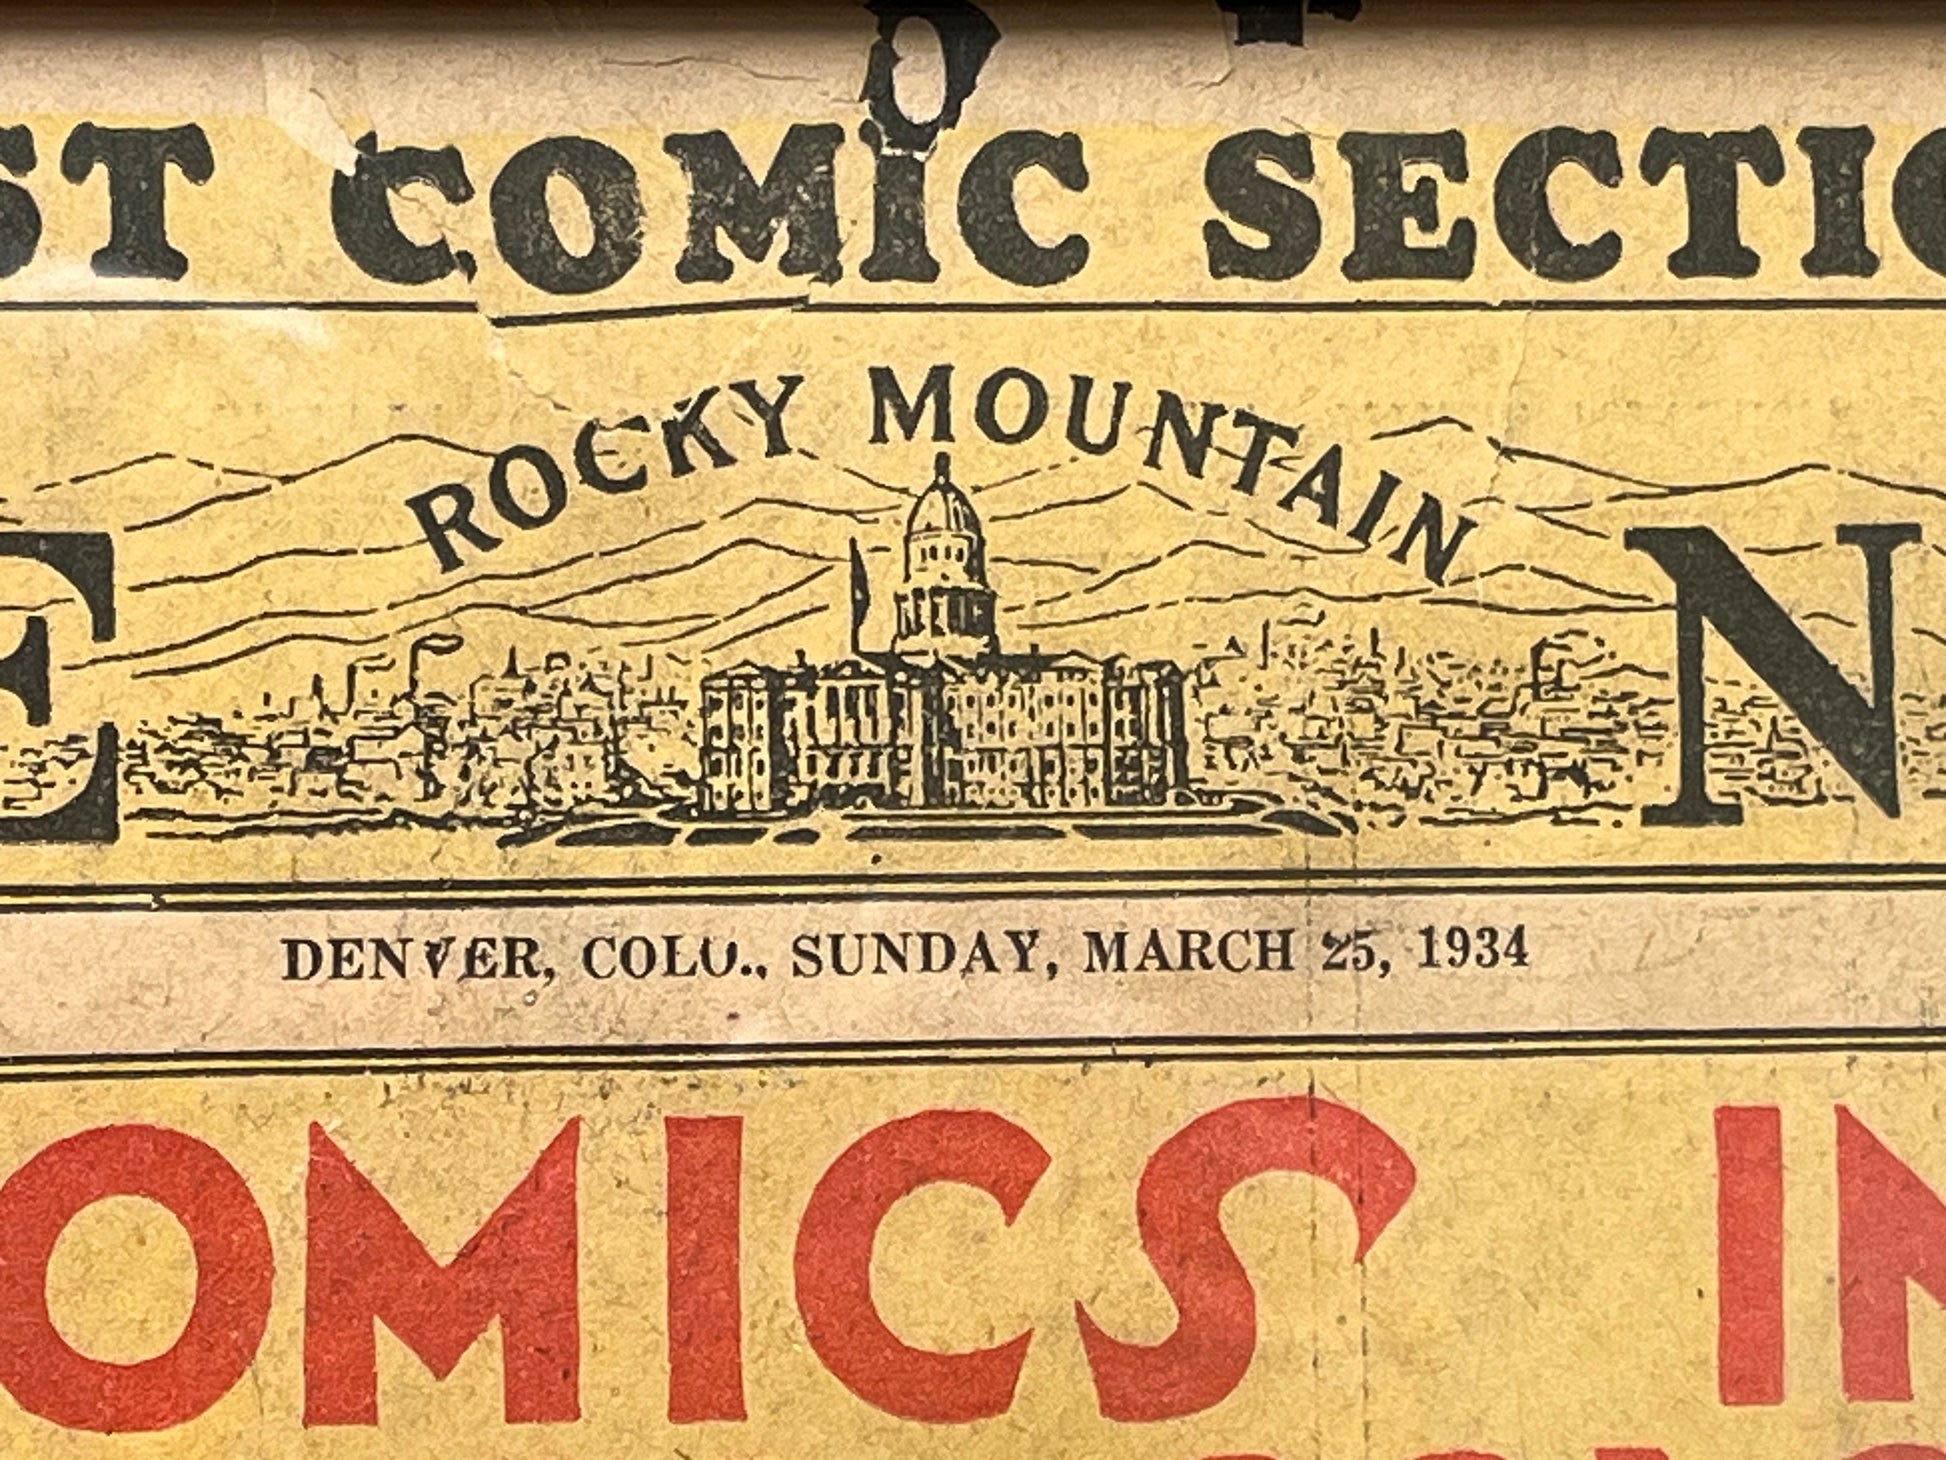 ST COMIC SECTIO
ROCKY MOUNTAIN
E N
DENVER, COLO., SUNDAY, MARCH 25, 1934
OMICS IN